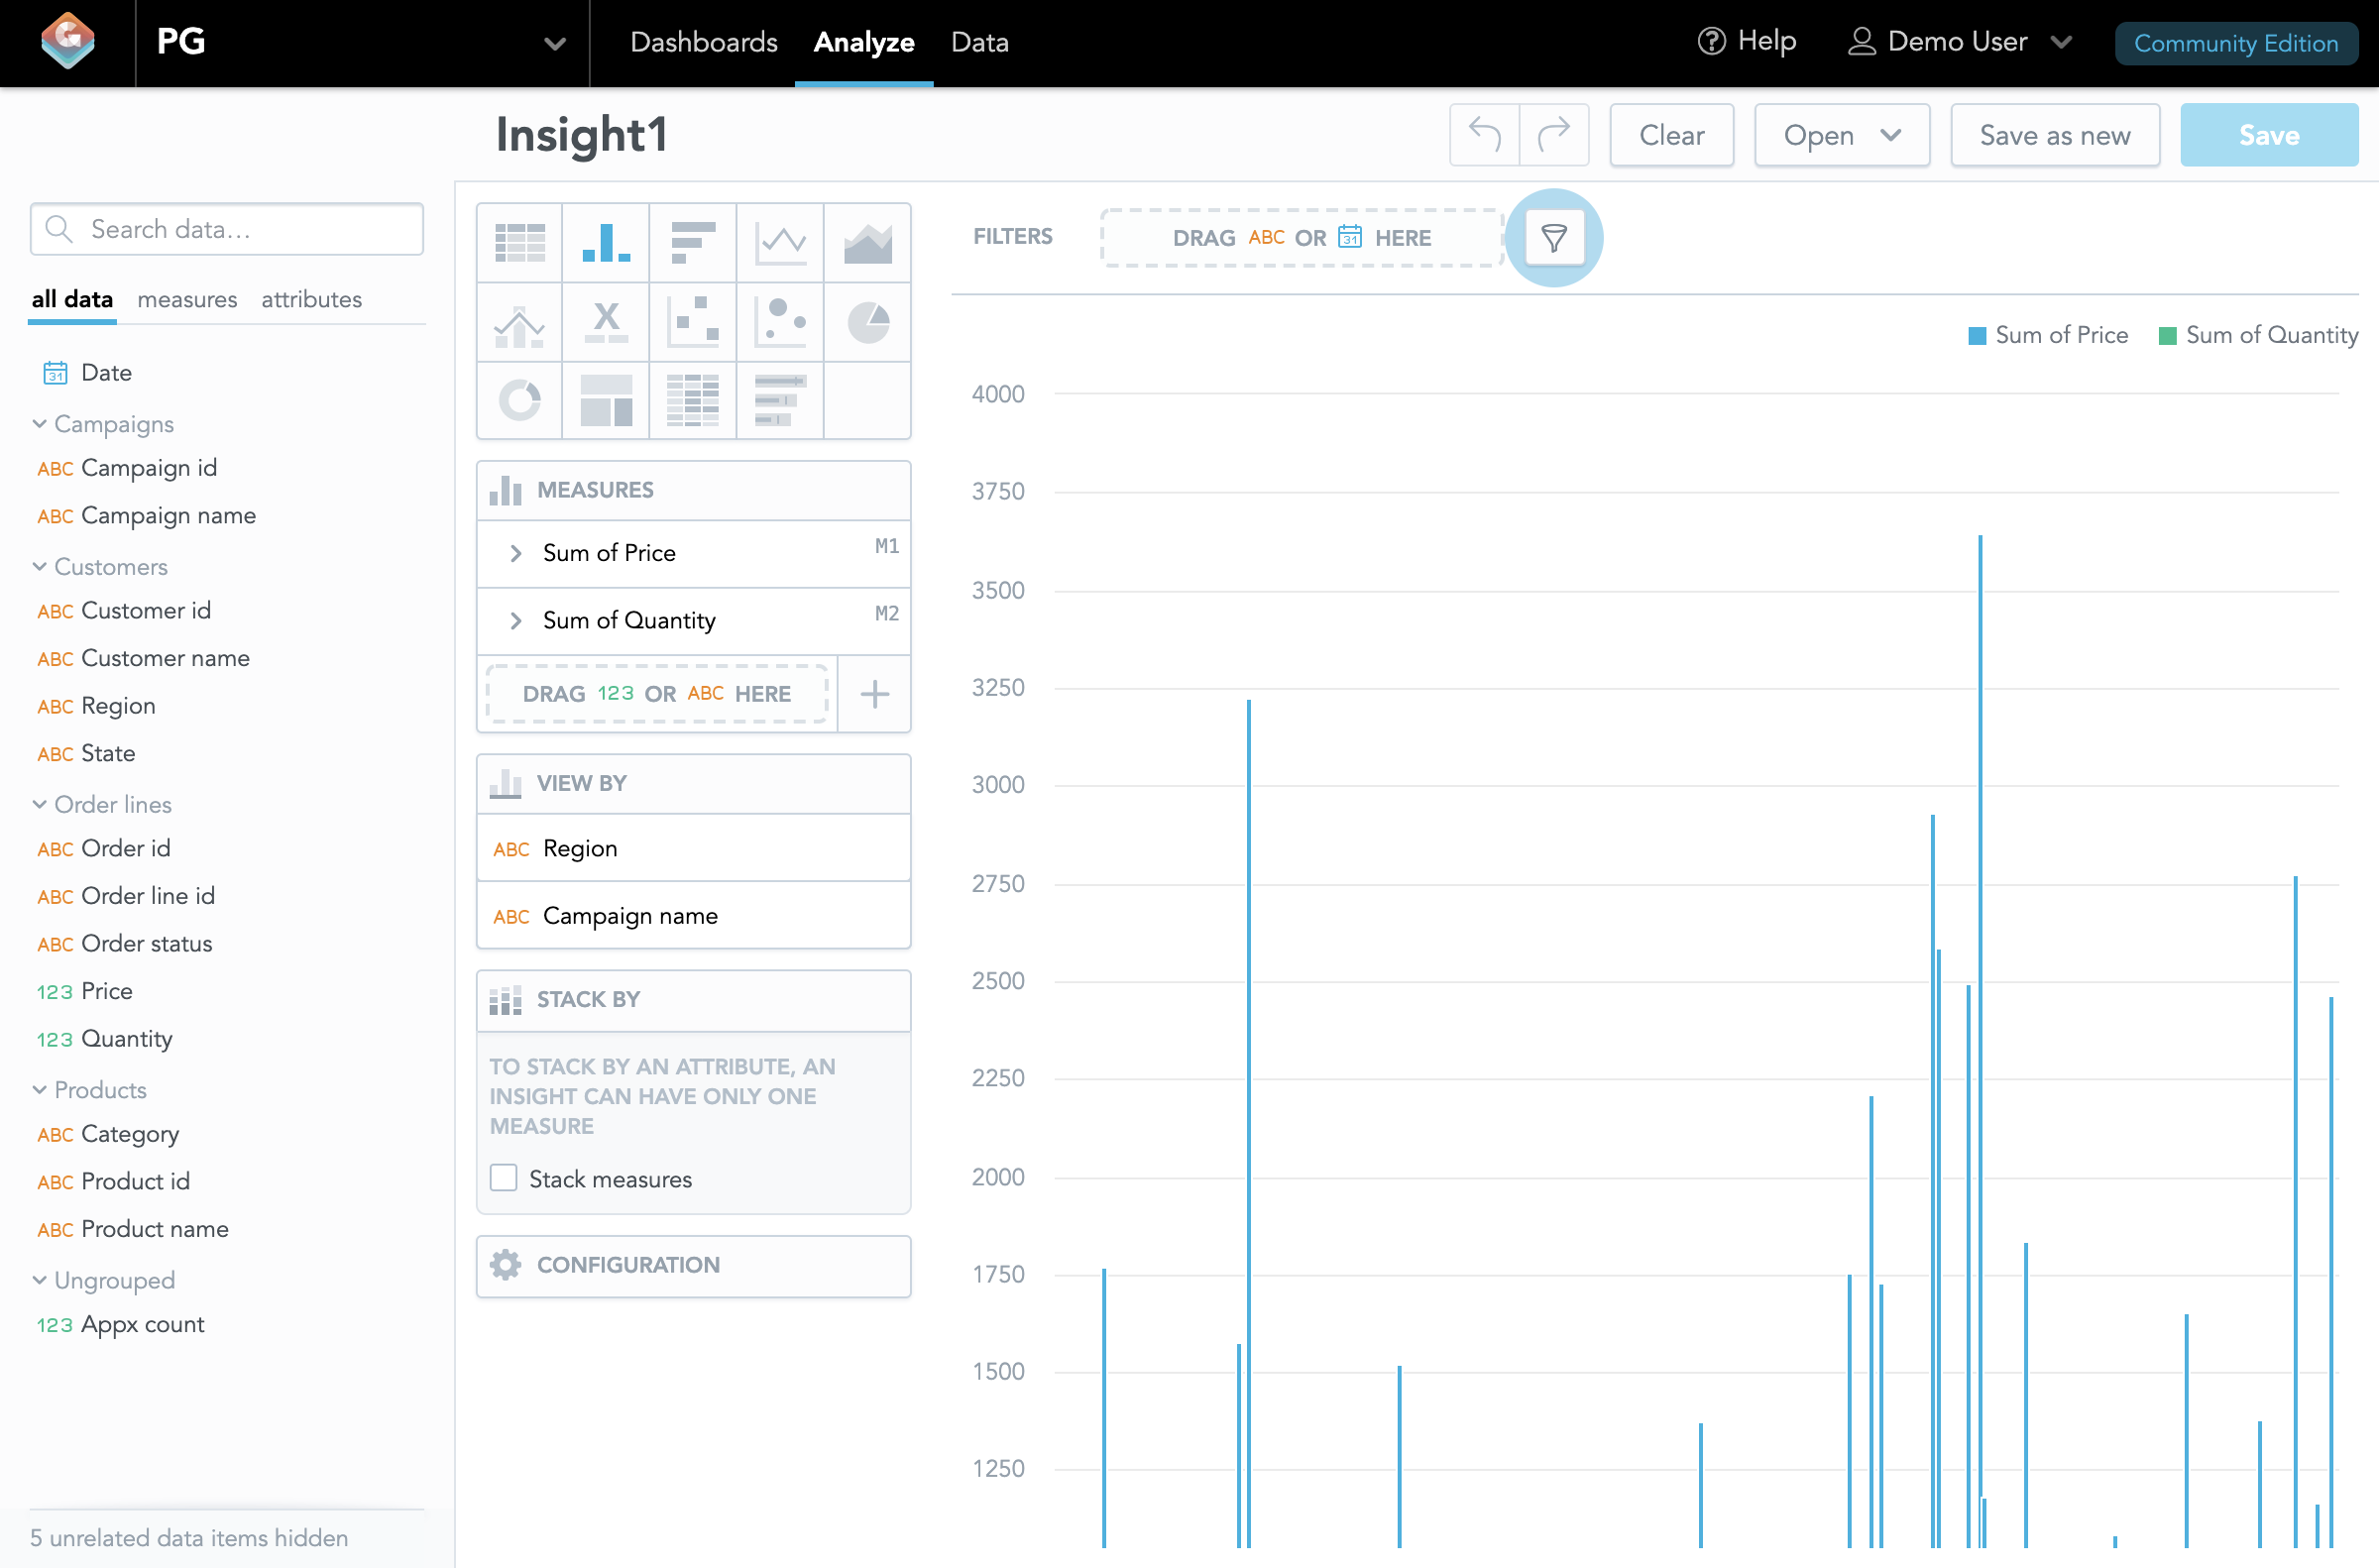 PG
Dashboards
Analyze
Data
Help
Demo User
Community Edition
Insight1
Clear
Open
Save as new
Save
Search data...
all data
measures
attributes
31 Date
Campaigns
ABC Campaign id
ABC Campaign name
Customers
ABC Customer id
ABC Customer name
ABC Region
ABC State
Order lines
ABC Order id
ABC Order line id
ABC Order status
123 Price
123 Quantity
Products
ABC Category
ABC Product id
ABC Product name
Ungrouped
123 Appx count
5 unrelated data items hidden
X
MEASURES
Sum of Price M1
Sum of Quantity M2
DRAG 123 OR ABC HERE
VIEW BY
ABC Region
ABC Campaign name
STACK BY
TO STACK BY AN ATTRIBUTE, AN
INSIGHT CAN HAVE ONLY ONE
MEASURE
Stack measures
CONFIGURATION
FILTERS
DRAG ABC OR 31 HERE
Sum of Price
Sum of Quantity
4000
3750
3500
3250
3000
2750
2500
2250
2000
1750
1500
1250